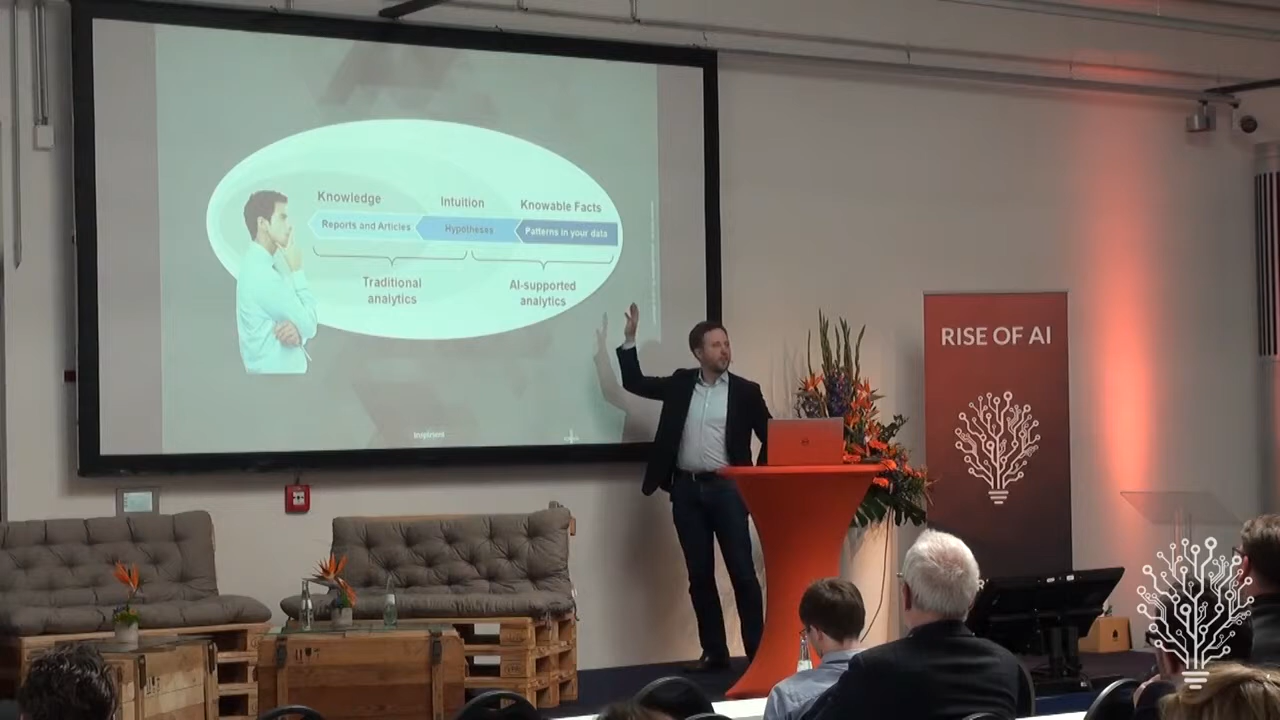 Knowledge
Intuition
Knowable Facts
Reports and Articles
Hypotheses
Patterns in your data
Traditional
analytics
AI-supported
analytics
inspirient
RISE OF AI